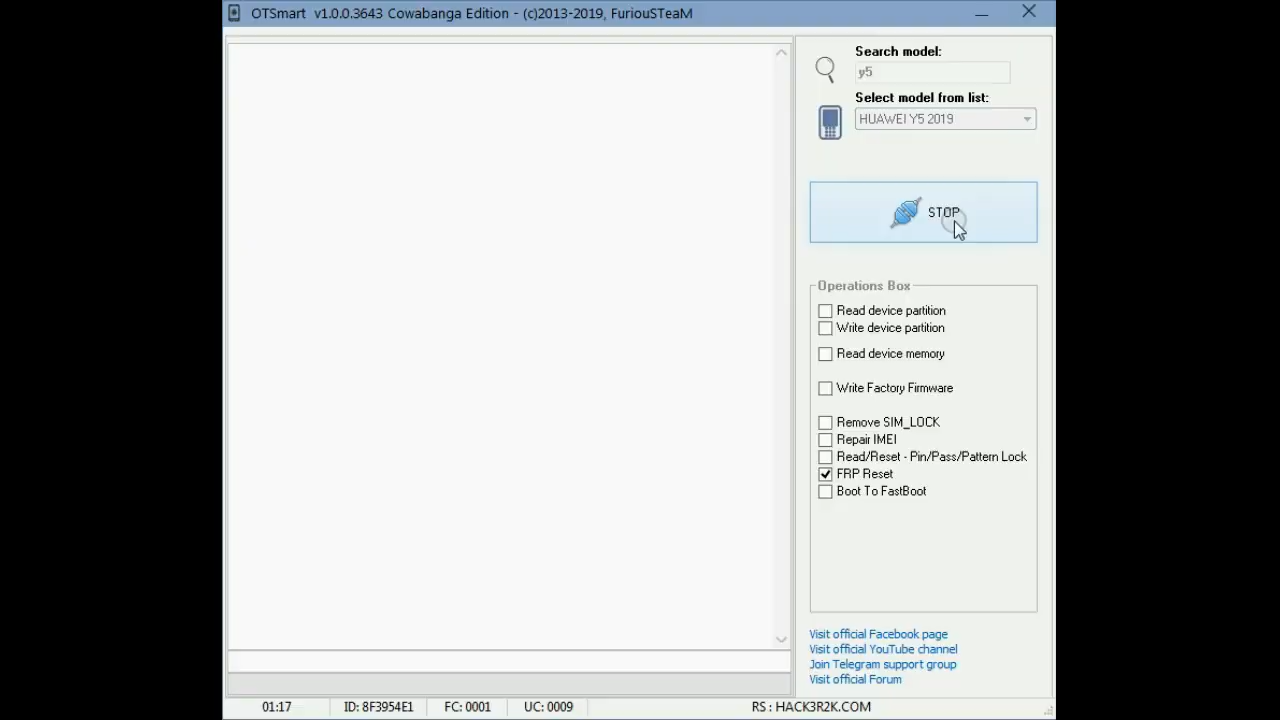 OTSmart v1.0.0.3643 Cowabanga Edition - (c)2013-2019, FuriouSTeaM
Search model:
y5
Select model from list:
HUAWEI Y5 2019
STOP
Operations Box
Read device partition
Write device partition
Read device memory
Write Factory Firmware
Remove SIM_LOCK
Repair IMEI
Read/Reset - Pin/Pass/Pattern Lock
FRP Reset
Boot To FastBoot
Visit official Facebook page
Visit official YouTube channel
Join Telegram support group
Visit official Forum
01:17 ID: 8F3954E1 FC: 0001 UC: 0009 RS : HACK3R2K.COM